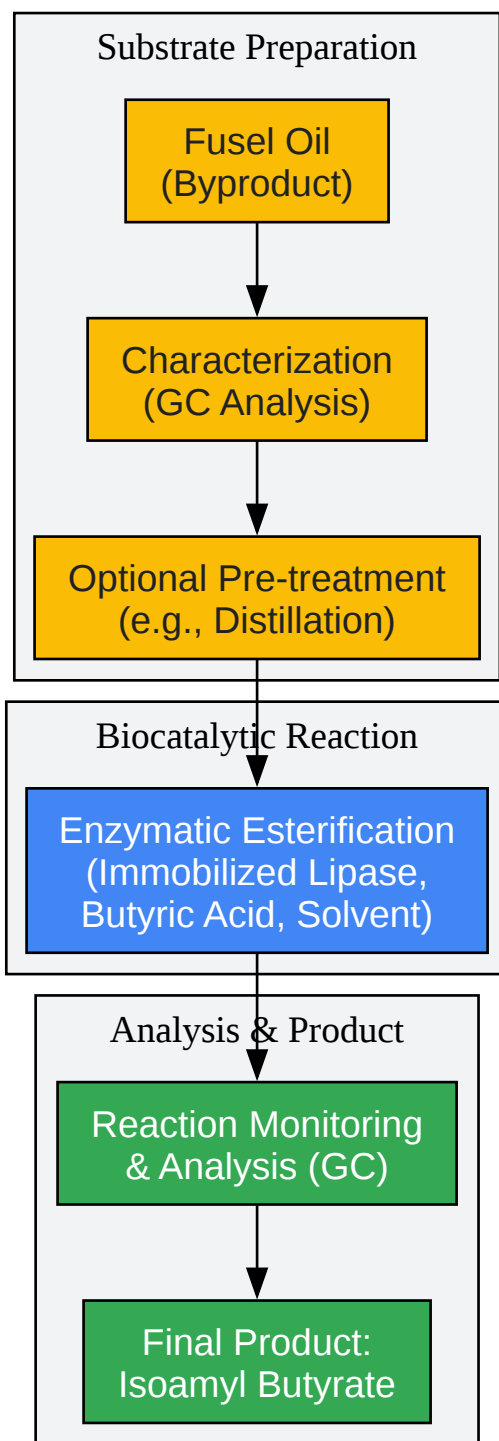 Substrate Preparation
Fusel Oil
(Byproduct)
Characterization
(GC Analysis)
Optional Pre-treatment
(e.g., Distillation)
Biocatalytic Reaction
Enzymatic Esterification
(Immobilized Lipase,
Butyric Acid, Solvent)
Analysis & Product
Reaction Monitoring
& Analysis (GC)
Final Product:
Isoamyl Butyrate